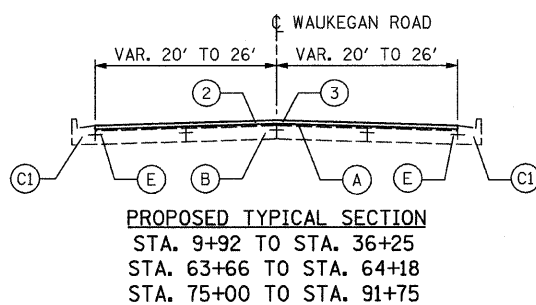 ℄ WAUKEGAN ROAD
VAR. 20' TO 26' VAR. 20' TO 26'
2 3
C1 E B A E C1
PROPOSED TYPICAL SECTION
STA. 9+92 TO STA. 36+25
STA. 63+66 TO STA. 64+18
STA. 75+00 TO STA. 91+75